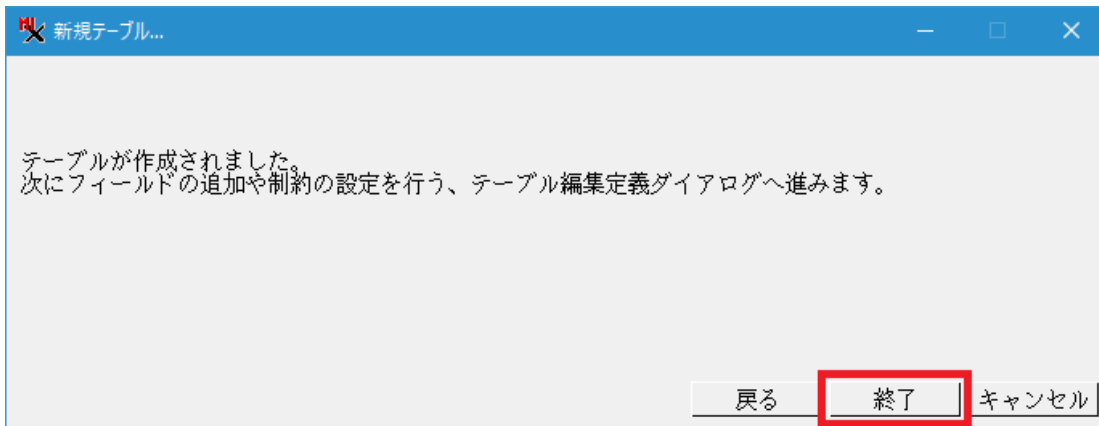 新規テーブル...
テーブルが作成されました。
次にフィールドの追加や制約の設定を行う、テーブル編集定義ダイアログへ進みます。
戻る
終了
キャンセル